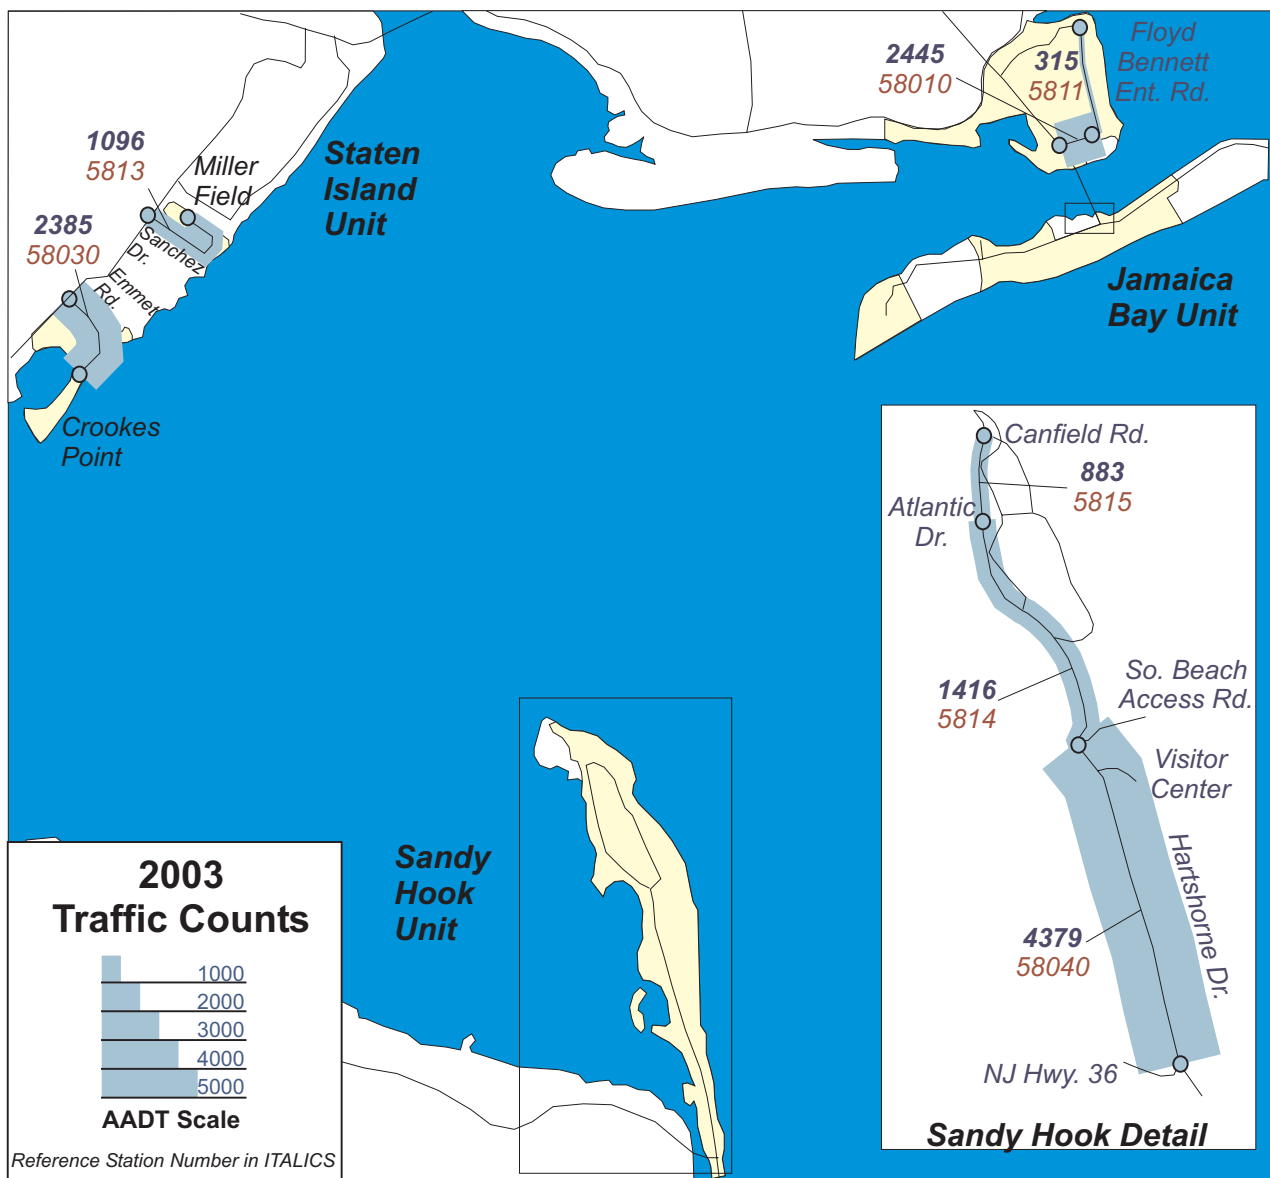 2445
58010
315
5811
Floyd
Bennett
Ent. Rd.
1096
5813
Miller
Field
Staten
Island
Unit
2385
58030
Sanchez
Dr.
Emmett
Rd.
Jamaica
Bay Unit
Crookes
Point
Canfield Rd.
883
5815
Atlantic
Dr.
1416
5814
So. Beach
Access Rd.
Visitor
Center
Hartshorne Dr.
4379
58040
NJ Hwy. 36
Sandy Hook Detail
Sandy
Hook
Unit
2003
Traffic Counts
1000
2000
3000
4000
5000
AADT Scale
Reference Station Number in ITALICS